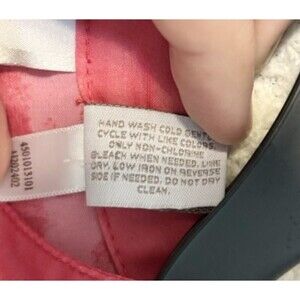 HAND WASH COLD GENTLE
CYCLE WITH LIKE COLORS,
ONLY NON-CHLORINE
BLEACH WHEN NEEDED. LINE
DRY, LOW IRON ON REVERSE
SIDE IF NEEDED. DO NOT DRY
CLEAN.